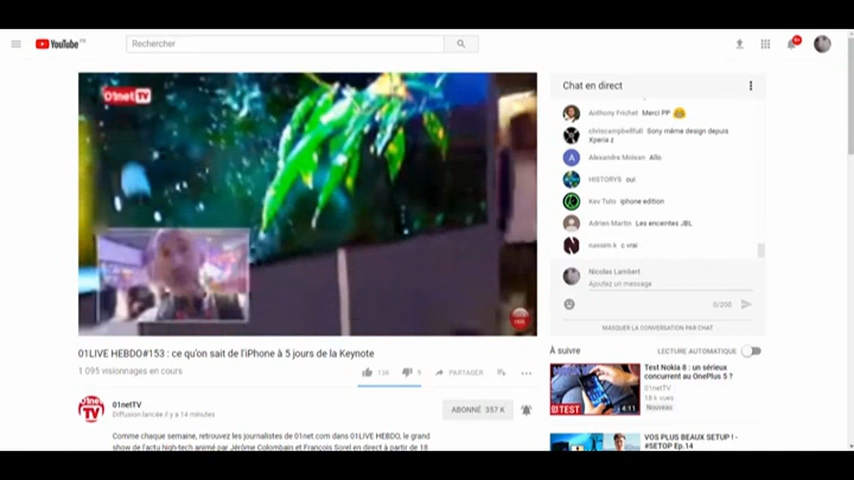 YouTube FR
Rechercher
9+
01net TV
Chat en direct
Anthony Frichet Merci PP
chriscampbellfull Sony même design depuis
Xperia z
A Alexandre Moisan Allo
HISTORYS oui
Kev Tuto iphone edition
Adrien Martin Les enceintes JBL
nassim k c vrai
Nicolas Lambert
Ajoutez un message
0/200
MASQUER LA CONVERSATION PAR CHAT
01LIVE HEBDO#153 : ce qu'on sait de l'iPhone à 5 jours de la Keynote
1 095 visionnages en cours
9
PARTAGER
01net TV
01netTV
Diffusion lancée il y a 14 minutes
ABONNÉ 357 K
Comme chaque semaine, retrouvez les journalistes de 01net.com dans 01LIVE HEBDO, le grand
show de l'actu high-tech animé par Jérôme Colombain et François Sorel en direct à partir de 18
À suivre
LECTURE AUTOMATIQUE
TEST
4:11
Test Nokia 8 : un sérieux
concurrent au OnePlus 5 ?
01netTV
18 k vues
Nouveau
VOS PLUS BEAUX SETUP ! -
#SETOP Ep.14